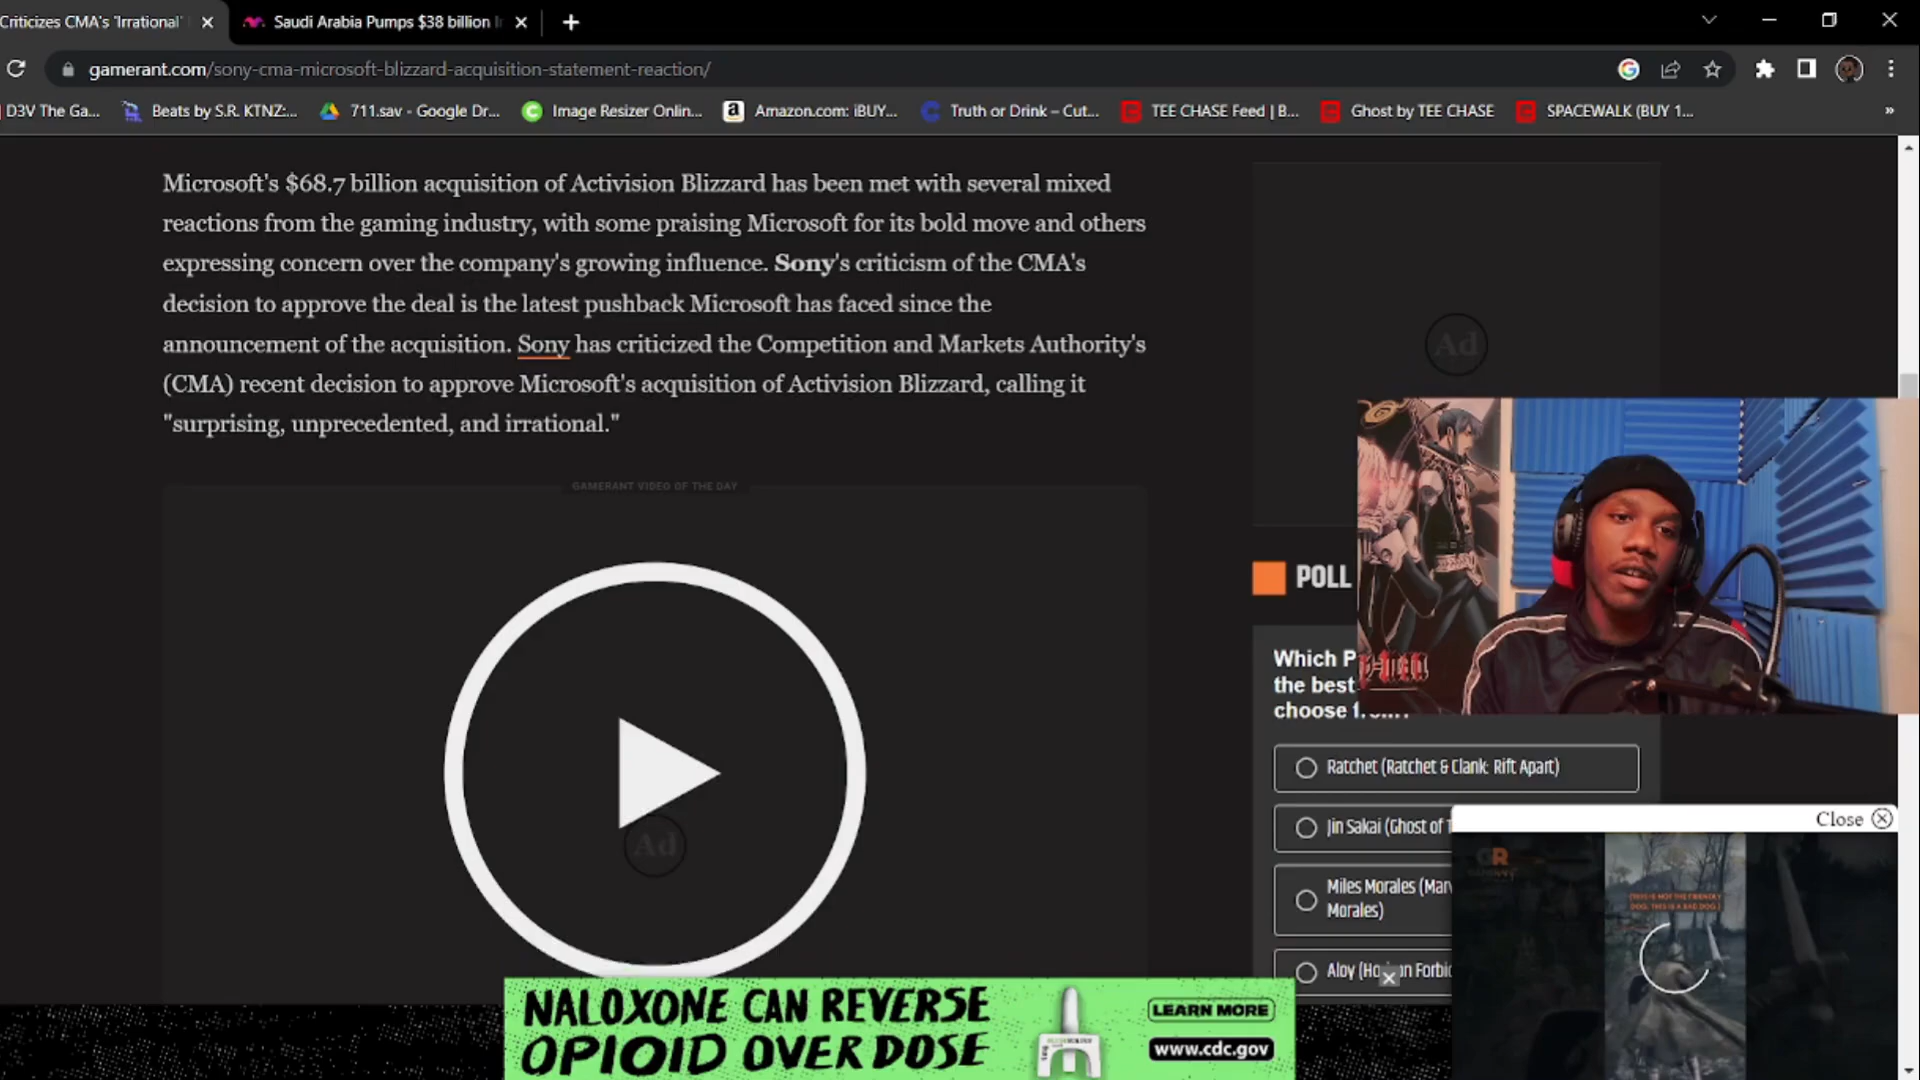 Criticizes CMA's 'Irrational'
Saudi Arabia Pumps $38 billion I
gamerant.com/sony-cma-microsoft-blizzard-acquisition-statement-reaction/
D3V The Ga...
Beats by S.R. KTNZ:...
711.sav - Google Dr...
Image Resizer Onlin...
Amazon.com: iBUY...
Truth or Drink – Cut...
TEE CHASE Feed | B...
Ghost by TEE CHASE
SPACEWALK (BUY 1...
Microsoft's $68.7 billion acquisition of Activision Blizzard has been met with several mixed
reactions from the gaming industry, with some praising Microsoft for its bold move and others
expressing concern over the company's growing influence. Sony's criticism of the CMA's
decision to approve the deal is the latest pushback Microsoft has faced since the
announcement of the acquisition. Sony has criticized the Competition and Markets Authority's
(CMA) recent decision to approve Microsoft's acquisition of Activision Blizzard, calling it
"surprising, unprecedented, and irrational."
GAMERANT VIDEO OF THE DAY
Ad
Ad
POLL
Which P
the best
choose
Ratchet (Ratchet & Clank: Rift Apart)
Jin Sakai (Ghost of T
Miles Morales (Mar
Morales)
Aloy (Ho n Forbi
Close
GR
NALOXONE CAN REVERSE
OPIOID OVERDOSE
LEARN MORE
www.cdc.gov